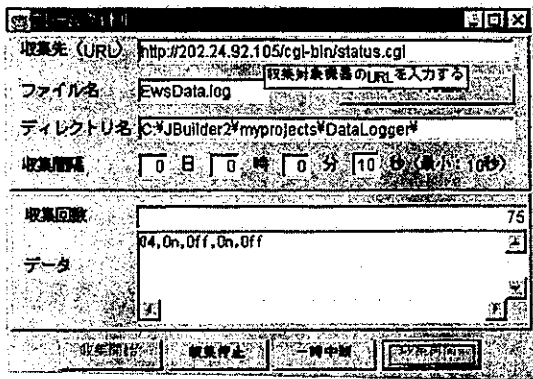 収集先（URL） http://202.24.92.105/cgi-bin/status.cgi
収集対象機器のURLを入力する
ファイル名 EwsData.log
ディレクトリ名 C:¥JBuilder2¥myprojects¥DataLogger¥
収集間隔 0 日 0 時 0 分 10 秒（最小：10秒）
収集回数 75
データ 04,On,Off,On,Off
収集開始 収集停止 一時中断